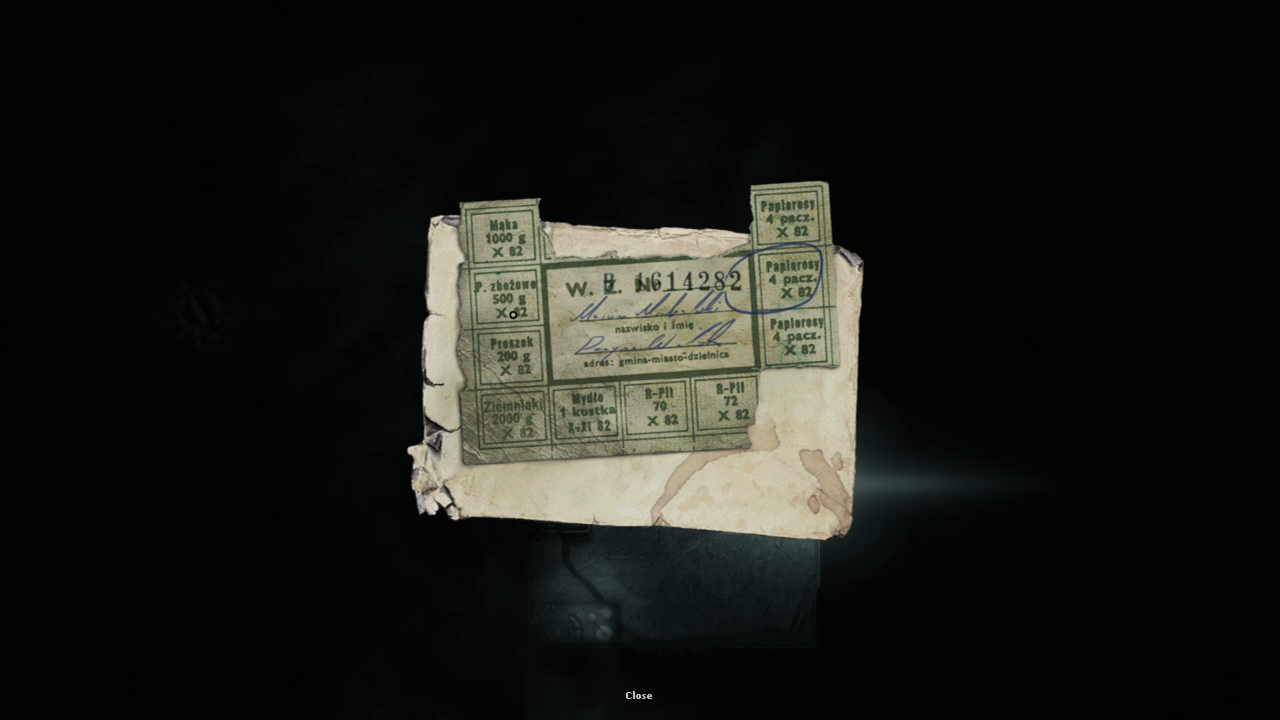 Papierosy
4 pacz.
X 82
Mąka
1000 g
X 82
Papierosy
4 pacz.
X 82
W. Z. Nr 1614282
P. zbożowe
500 g
X 82
nazwisko i imię
Papierosy
4 pacz.
X 82
Proszek
200 g
X 82
adres: gmina-miasto-dzielnica
Ziemniaki
2000 g
X 82
Mydło
1 kostka
X-XI 82
R-PII
70
X 82
R-PII
72
X 82
Close